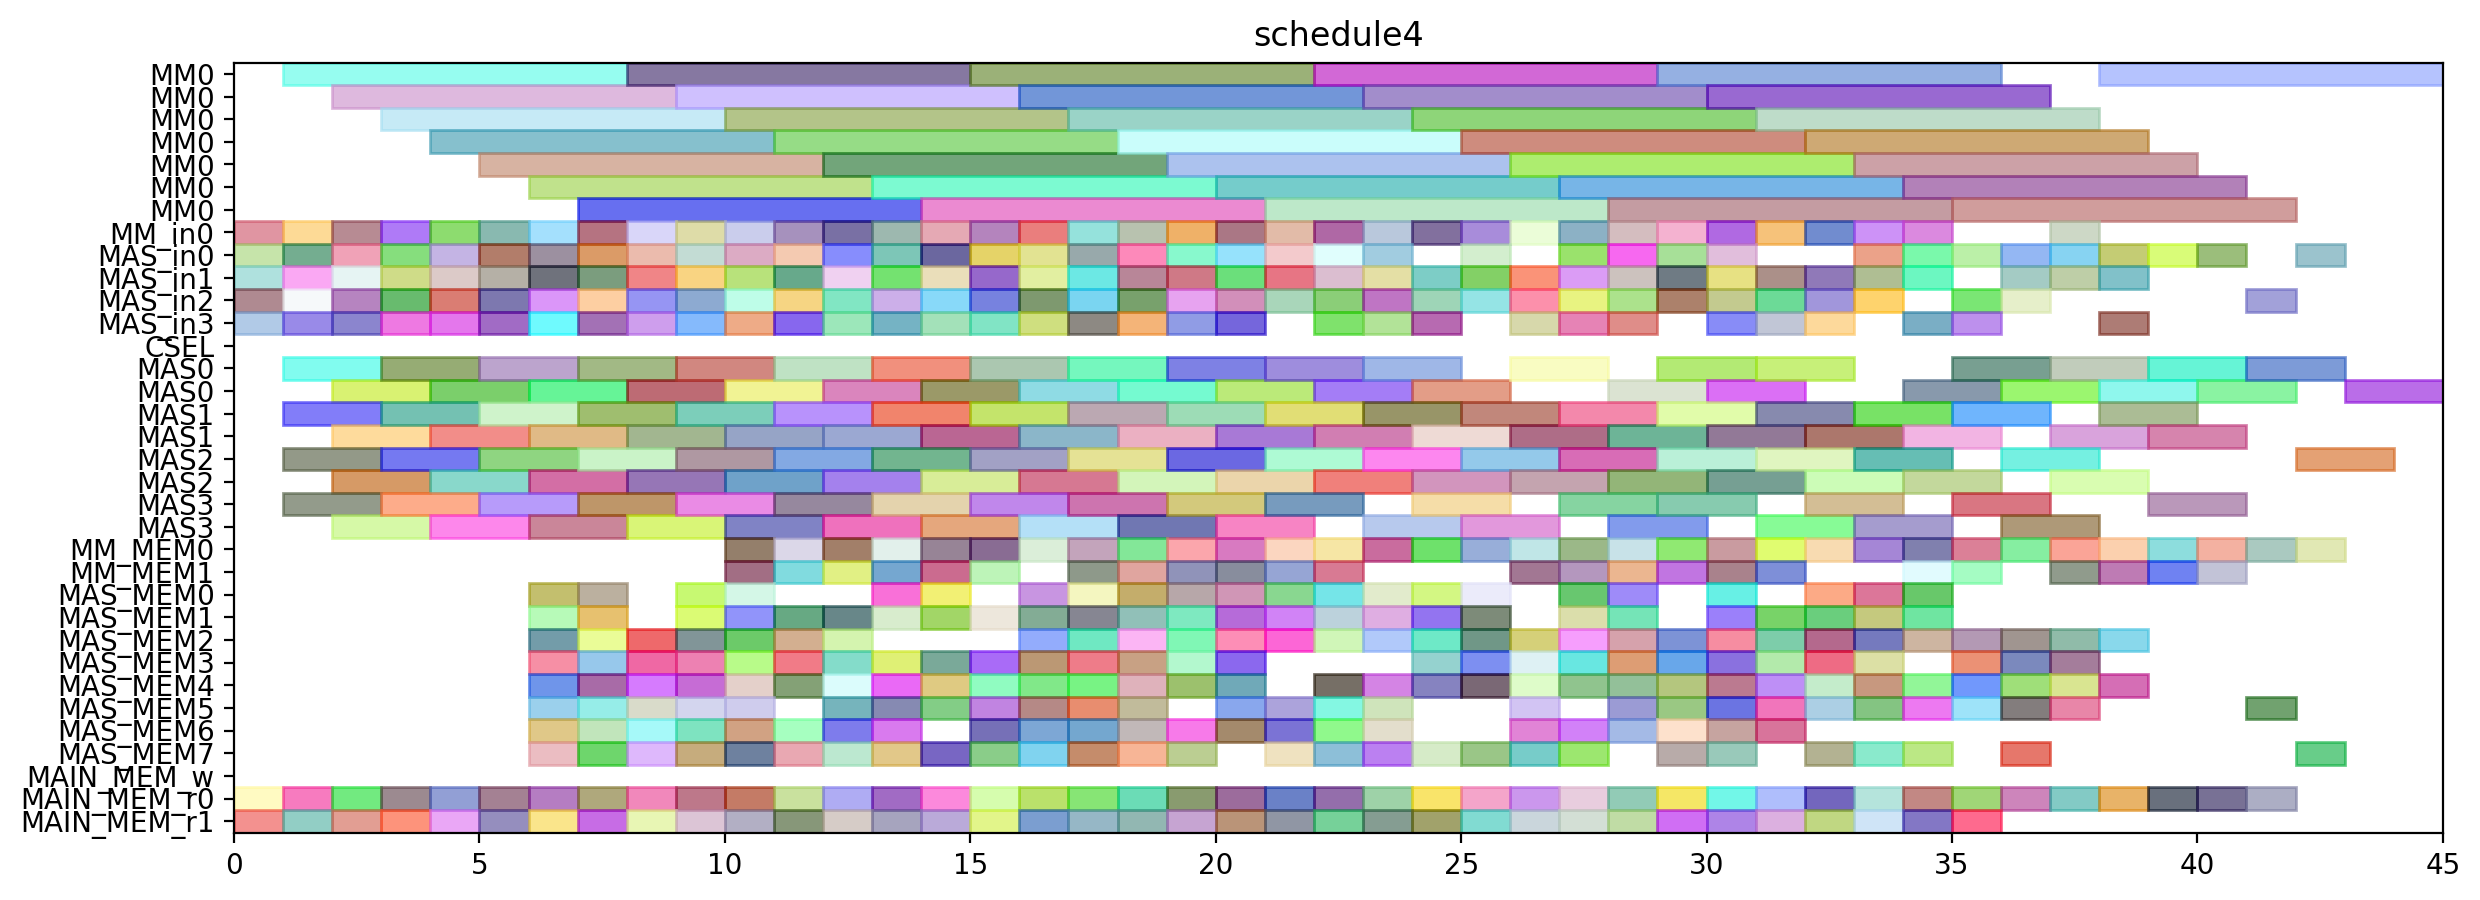 schedule4
MM0
MM0
MM0
MM0
MM0
MM0
MM0
MM_in0
MAS_in0
MAS_in1
MAS_in2
MAS_in3
CSEL
MAS0
MAS0
MAS1
MAS1
MAS2
MAS2
MAS3
MAS3
MM_MEM0
MM_MEM1
MAS_MEM0
MAS_MEM1
MAS_MEM2
MAS_MEM3
MAS_MEM4
MAS_MEM5
MAS_MEM6
MAS_MEM7
MAIN_MEM_w
MAIN_MEM_r0
MAIN_MEM_r1
0 5 10 15 20 25 30 35 40 45